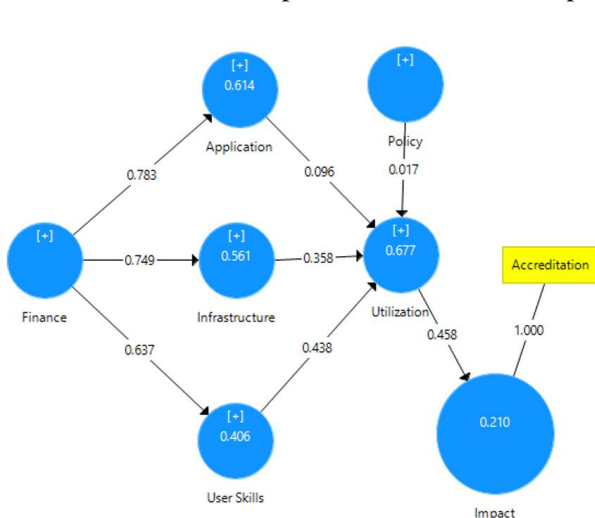 [+]
0.614
Application
[+]
Policy
0.783
0.096
0.017
[+]
Finance
0.749
[+]
0.561
Infrastructure
0.358
[+]
0.677
Utilization
Accreditation
0.637
0.438
0.458
1.000
[+]
0.406
User Skills
0.210
Impact